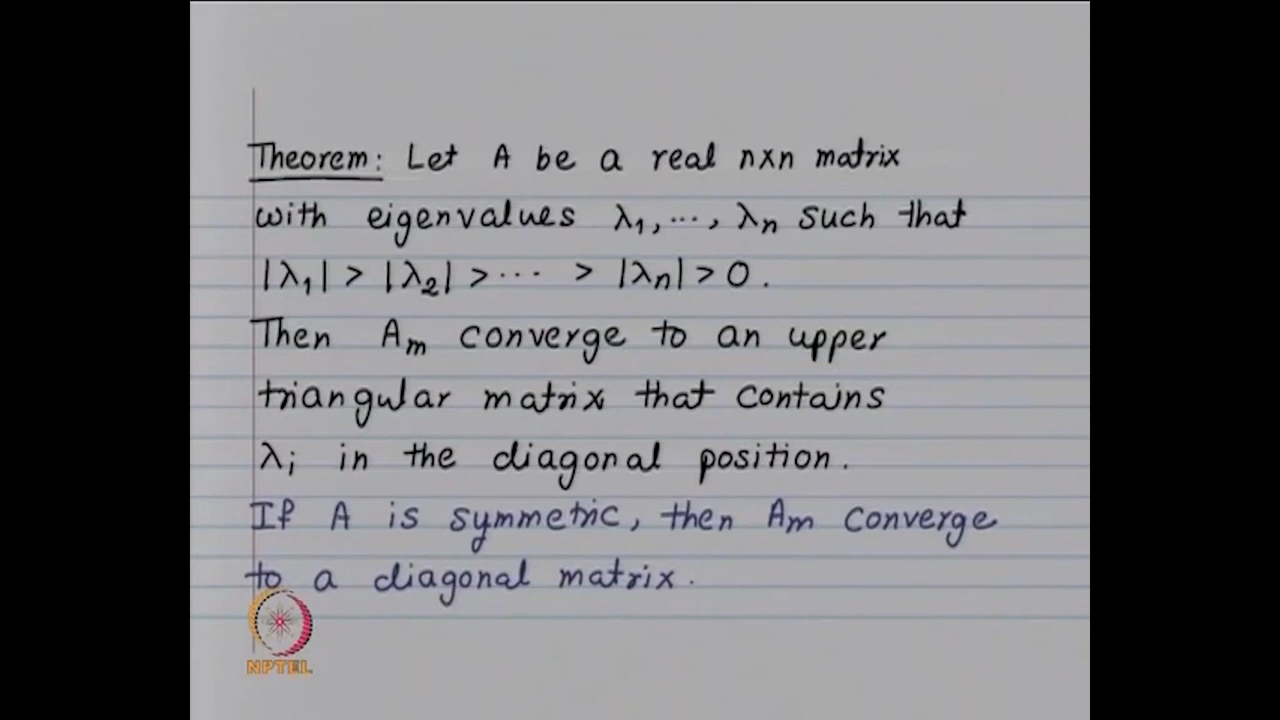 Theorem: Let A be a real n×n matrix
with eigenvalues λ₁, ..., λₙ such that
|λ₁| > |λ₂| > ... > |λₙ| > 0.
Then Aₘ converge to an upper
triangular matrix that contains
λᵢ in the diagonal position.
If A is symmetric, then Aₘ converge
to a diagonal matrix.
NPTEL